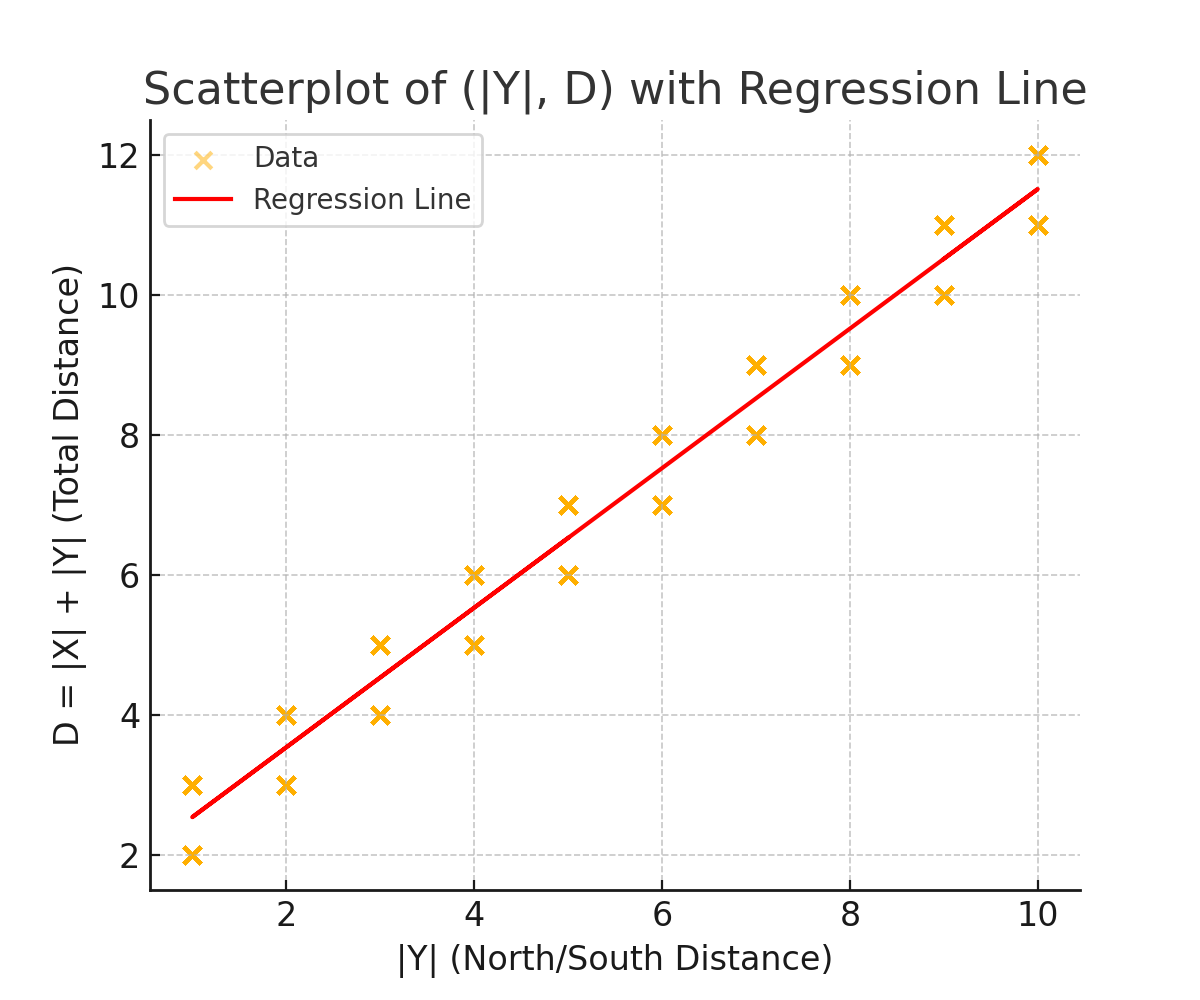 Scatterplot of (|Y|, D) with Regression Line
Data
Regression Line
D = |X| + |Y| (Total Distance)
12
10
8
6
4
2
2
4
6
8
10
|Y| (North/South Distance)